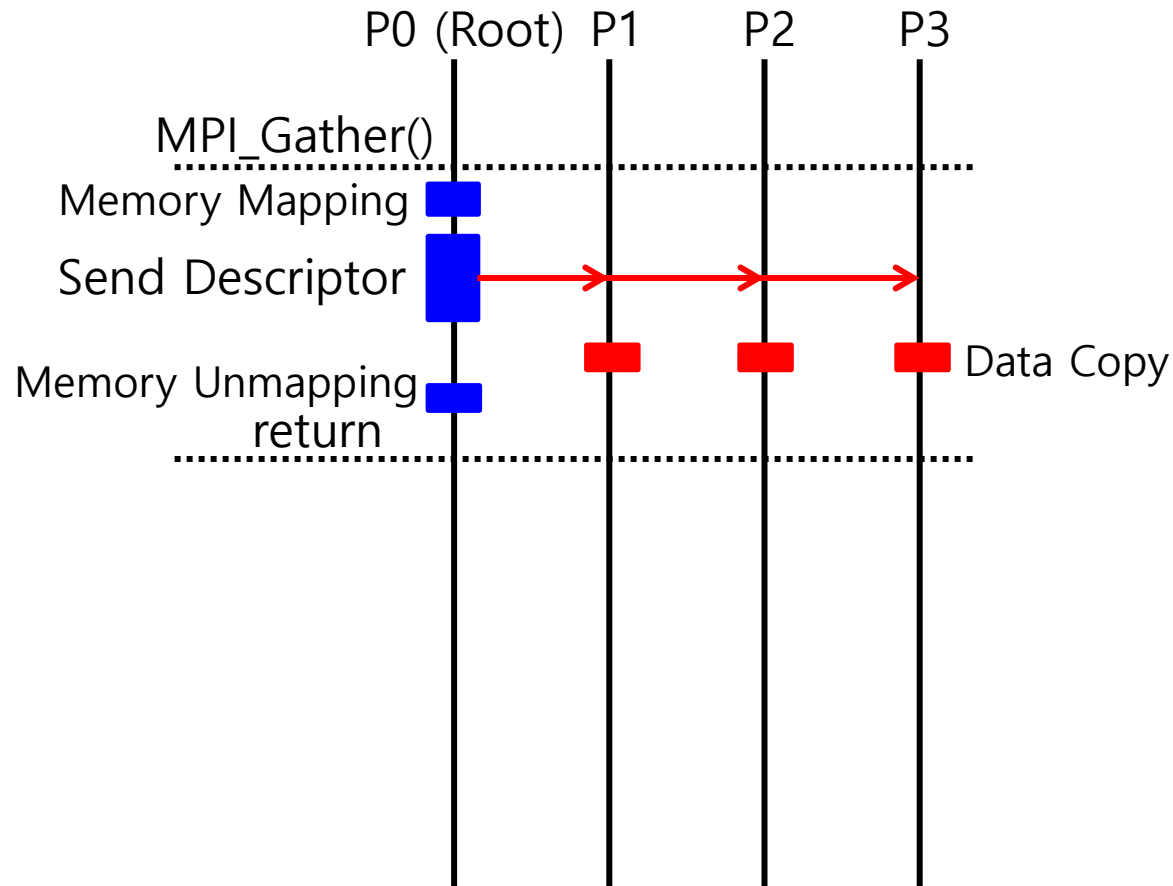 P0 (Root) P1 P2 P3
MPI_Gather()
Memory Mapping
Send Descriptor
Data Copy
Memory Unmapping
return